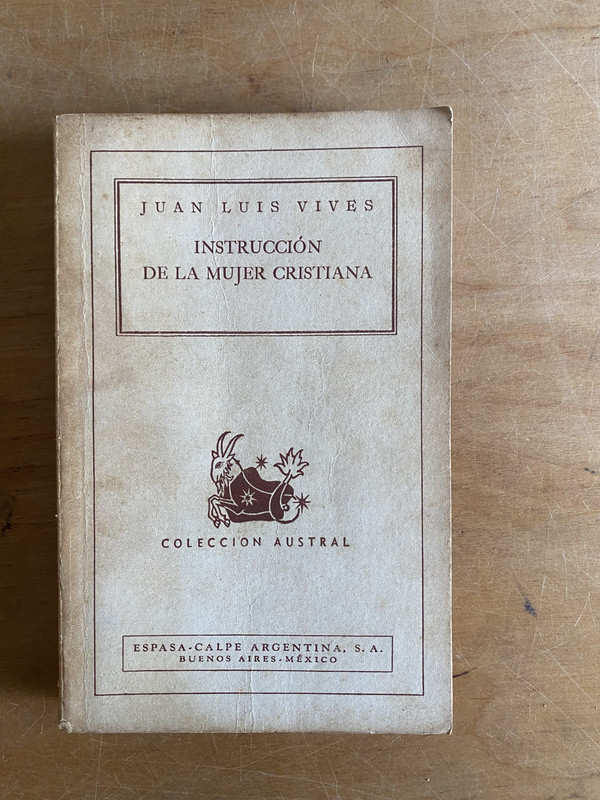 JUAN LUIS VIVES
INSTRUCCIÓN
DE LA MUJER CRISTIANA
COLECCION AUSTRAL
ESPASA-CALPE ARGENTINA, S. A.
BUENOS AIRES-MÉXICO